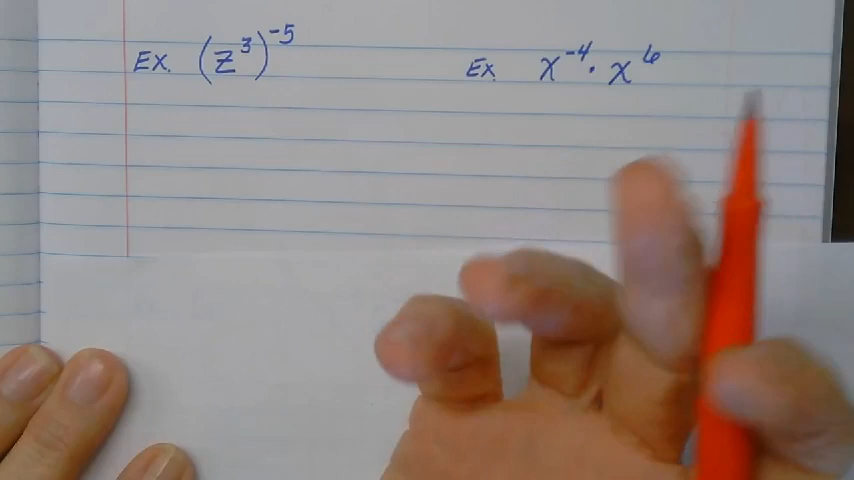 Ex. (z³)⁻⁵ Ex. x⁻⁴ · x⁶